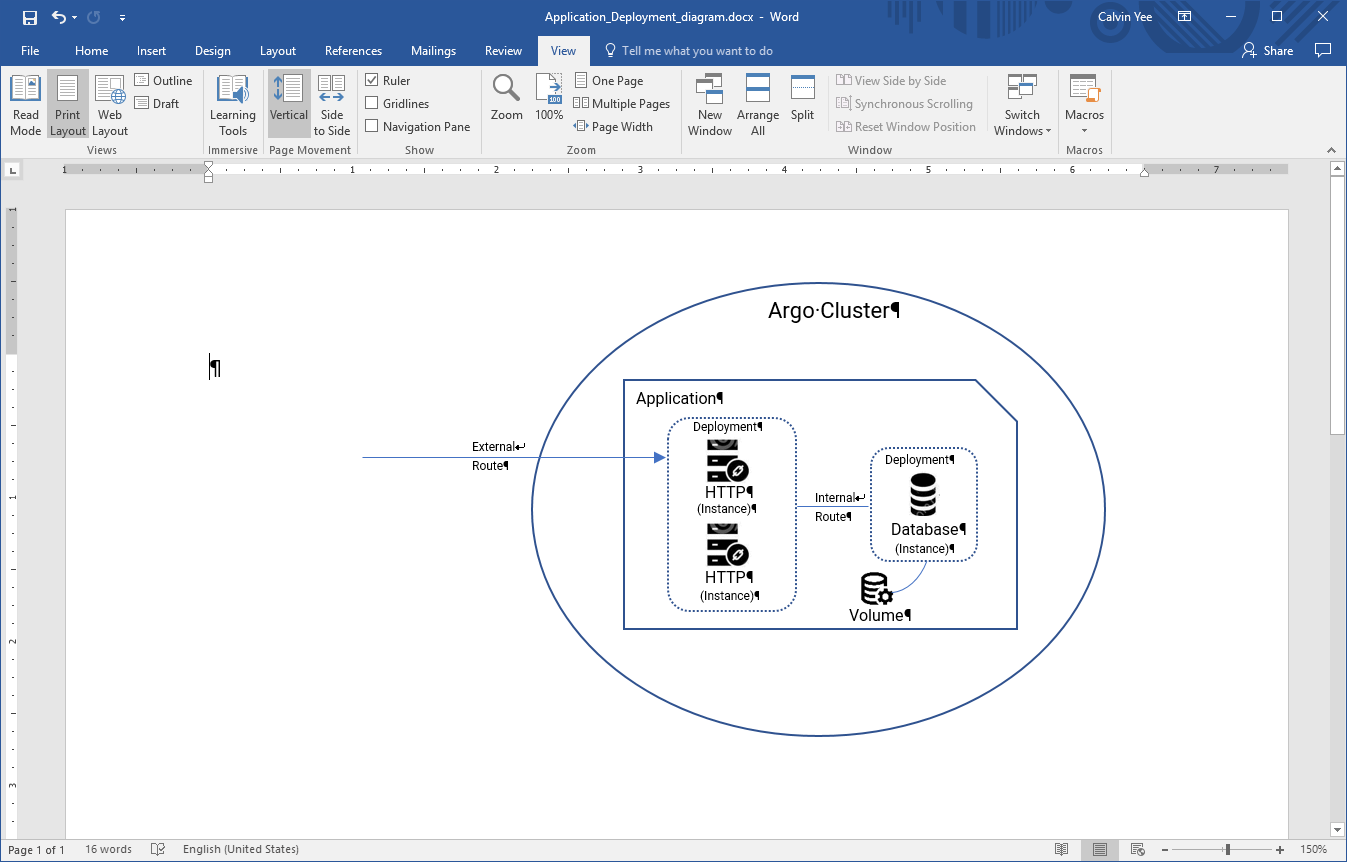 Application_Deployment_diagram.docx - Word
Calvin Yee
File Home Insert Design Layout References Mailings Review View Tell me what you want to do Share
Read Mode
Print Layout
Web Layout
Outline
Draft
Views
Learning Tools
Immersive
Vertical
Side to Side
Page Movement
Ruler
Gridlines
Navigation Pane
Show
Zoom
100
100%
One Page
Multiple Pages
Page Width
Zoom
New Window
Arrange All
Split
View Side by Side
Synchronous Scrolling
Reset Window Position
Switch Windows
Window
Macros
Macros
L
1 1 2 3 4 5 6 7
1
1
2
3
Argo·Cluster¶
¶
Application¶
Deployment¶
External↵
Route¶
HTTP¶
(Instance)¶
HTTP¶
(Instance)¶
Internal↵
Route¶
Deployment¶
Database¶
(Instance)¶
Volume¶
Page 1 of 1 16 words English (United States) 150%